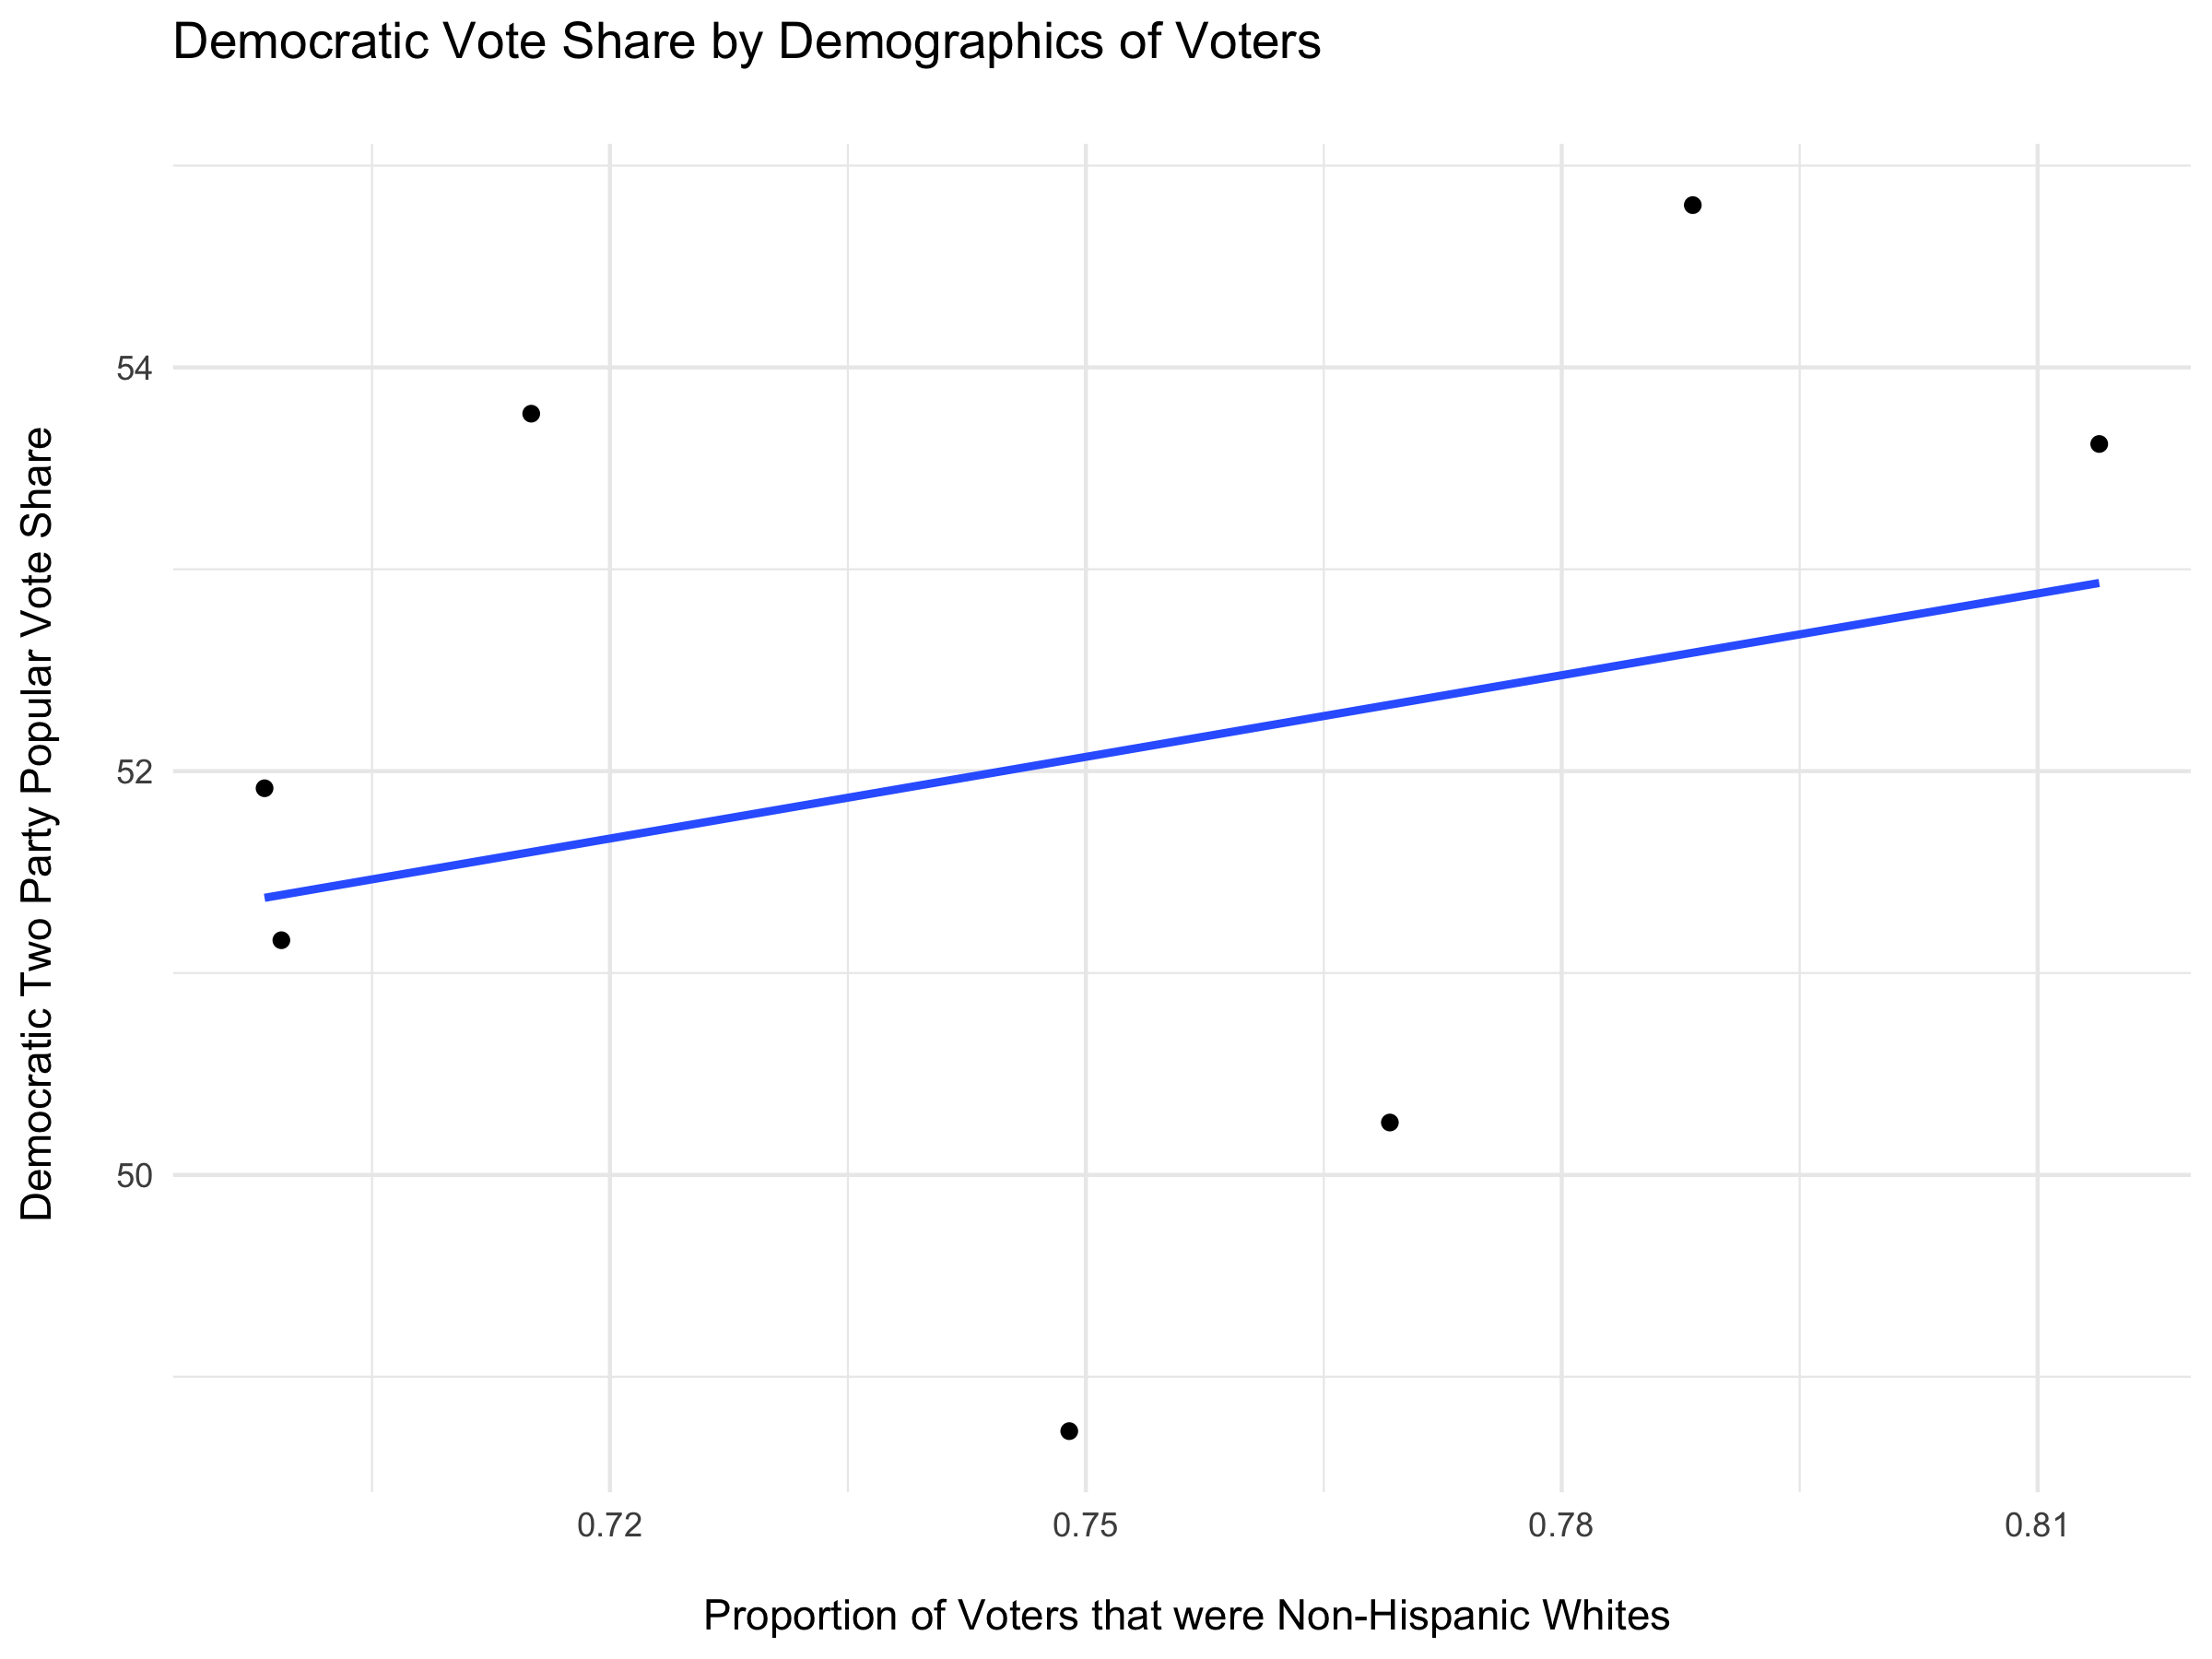 Democratic Vote Share by Demographics of Voters
Democratic Two Party Popular Vote Share
54
52
50
0.72 0.75 0.78 0.81
Proportion of Voters that were Non-Hispanic Whites